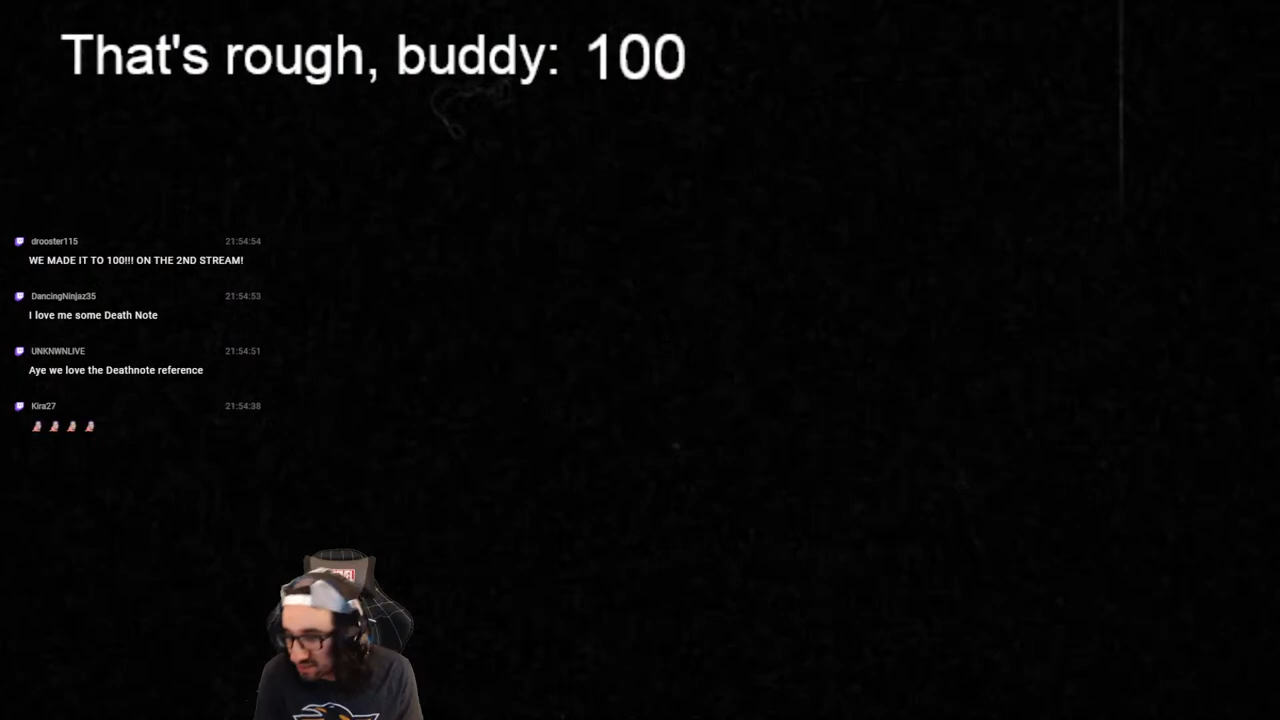 That's rough, buddy: 100
drooster115 21:54:54
WE MADE IT TO 100!!! ON THE 2ND STREAM!
DancingNinjaz35 21:54:53
I love me some Death Note
UNKNWNLIVE 21:54:51
Aye we love the Deathnote reference
Kira27 21:54:38